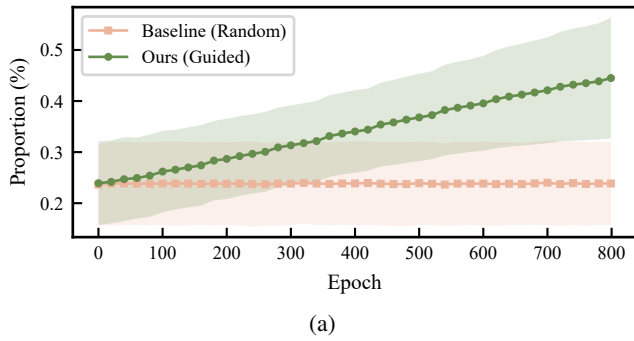 Baseline (Random)
Ours (Guided)
Proportion (%)
0.5
0.4
0.3
0.2
0 100 200 300 400 500 600 700 800
Epoch
(a)